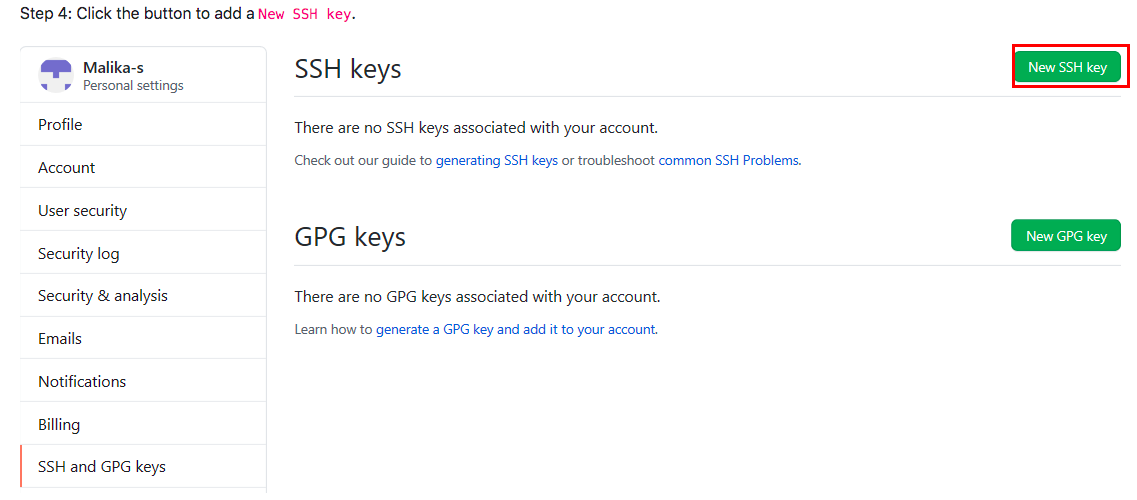 Step 4: Click the button to add a New SSH key.
Malika-s
Personal settings
Profile
Account
User security
Security log
Security & analysis
Emails
Notifications
Billing
SSH and GPG keys
SSH keys
New SSH key
There are no SSH keys associated with your account.
Check out our guide to generating SSH keys or troubleshoot common SSH Problems.
GPG keys
New GPG key
There are no GPG keys associated with your account.
Learn how to generate a GPG key and add it to your account.